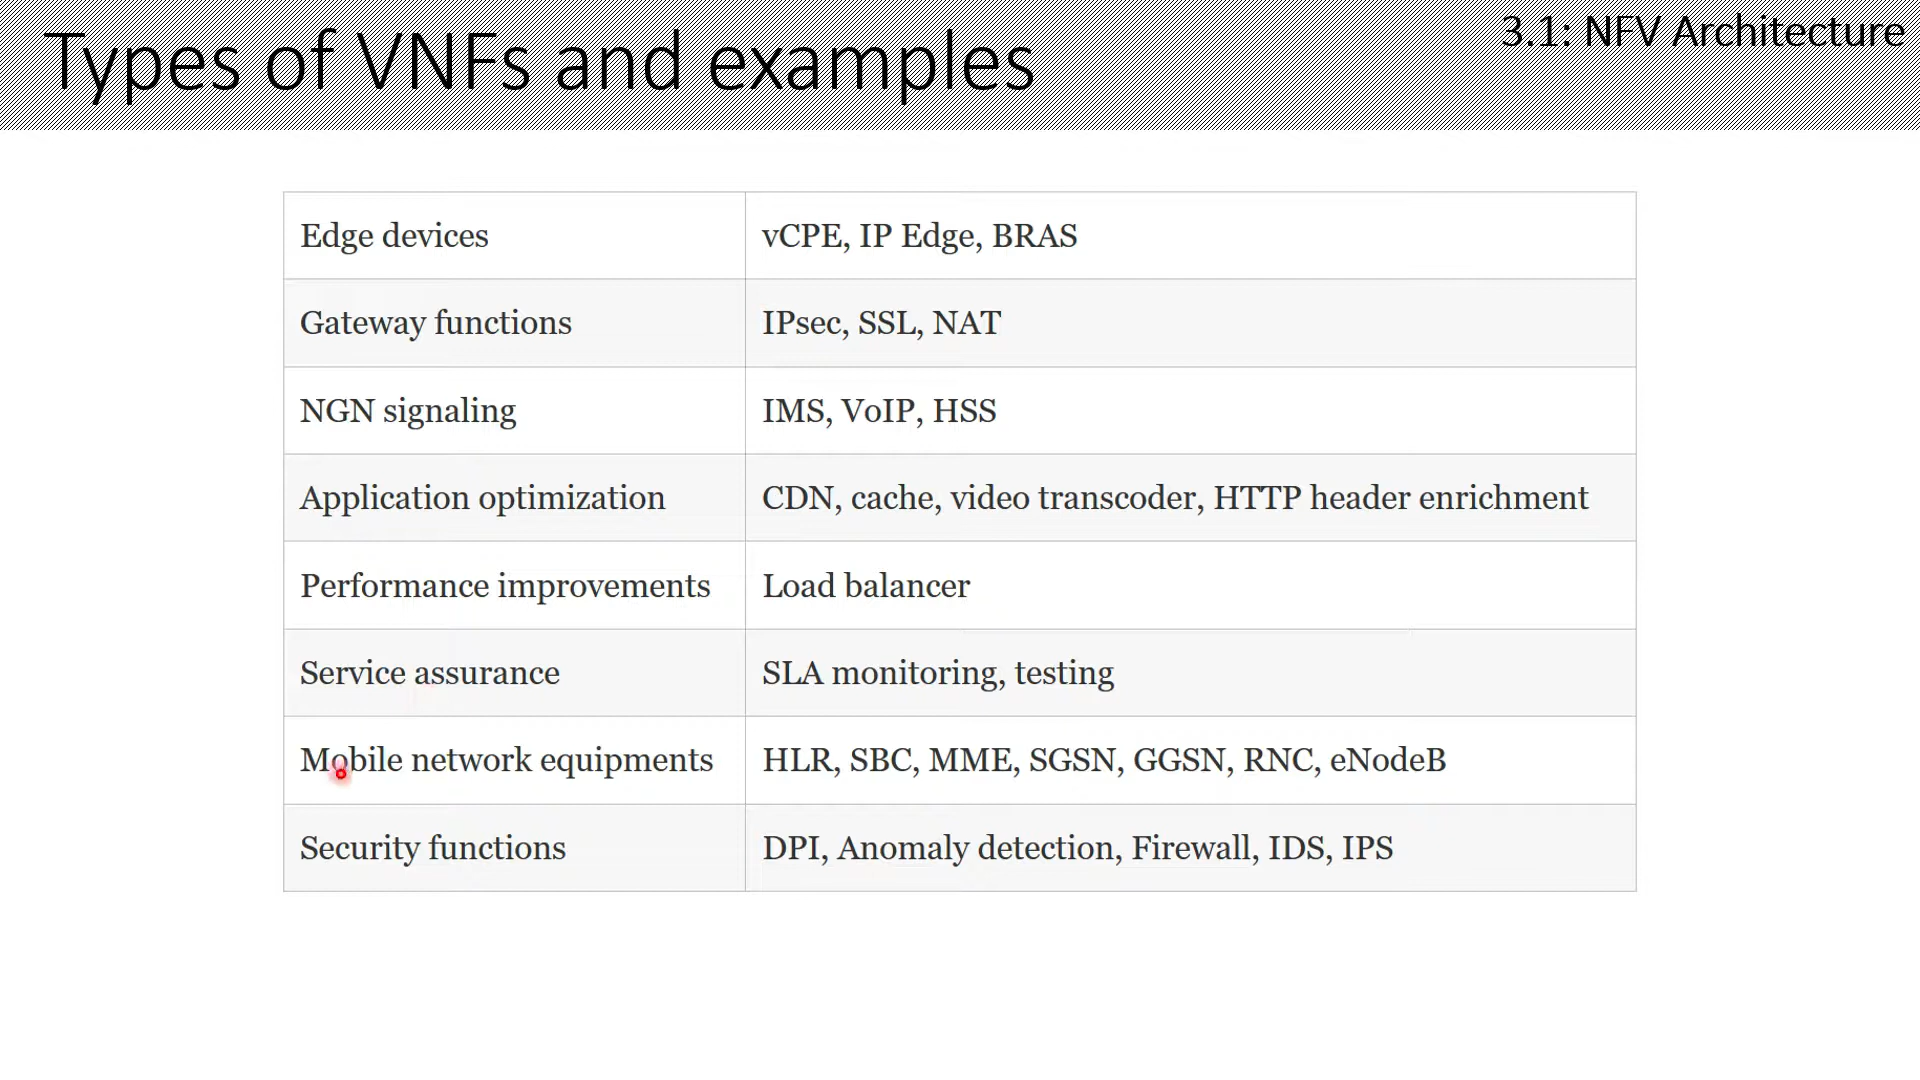 Types of VNFs and examples
3.1: NFV Architecture
Edge devices
vCPE, IP Edge, BRAS
Gateway functions
IPsec, SSL, NAT
NGN signaling
IMS, VoIP, HSS
Application optimization
CDN, cache, video transcoder, HTTP header enrichment
Performance improvements
Load balancer
Service assurance
SLA monitoring, testing
Mobile network equipments
HLR, SBC, MME, SGSN, GGSN, RNC, eNodeB
Security functions
DPI, Anomaly detection, Firewall, IDS, IPS